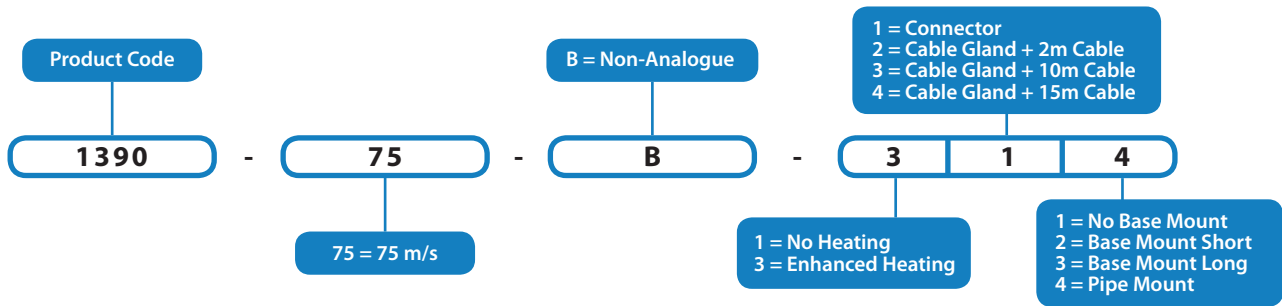 1 = Connector
2 = Cable Gland + 2m Cable
3 = Cable Gland + 10m Cable
4 = Cable Gland + 15m Cable
Product Code
B = Non-Analogue
1390 - 75 - B - 3 1 4
75 = 75 m/s
1 = No Heating
3 = Enhanced Heating
1 = No Base Mount
2 = Base Mount Short
3 = Base Mount Long
4 = Pipe Mount